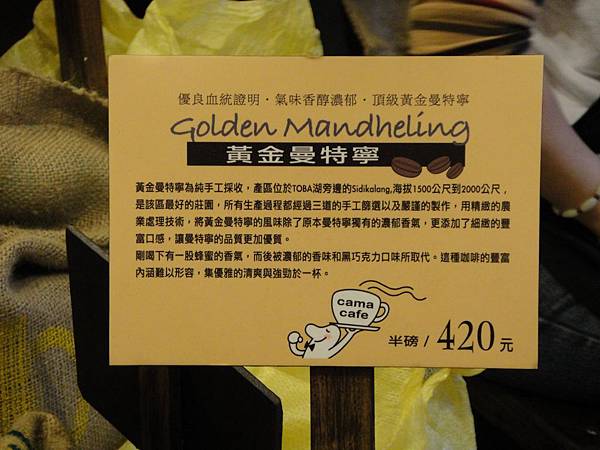 優良血統證明・氣味香醇濃郁・頂級黃金曼特寧
Golden Mandheling
黃金曼特寧
黃金曼特寧為純手工採收，產區位於TOBA湖旁邊的Sidikalang,海拔1500公尺到2000公尺，
是該區最好的莊園，所有生產過程都經過三道的手工篩選以及嚴謹的製作，用精緻的農
業處理技術，將黃金曼特寧的風味除了原本曼特寧獨有的濃郁香氣，更添加了細緻的豐
富口感，讓曼特寧的品質更加優質。
剛喝下有一股蜂蜜的香氣，而後被濃郁的香味和黑巧克力口味所取代。這種咖啡的豐富
內涵難以形容，集優雅的清爽與強勁於一杯。
cama
cafe
半磅 / 420元